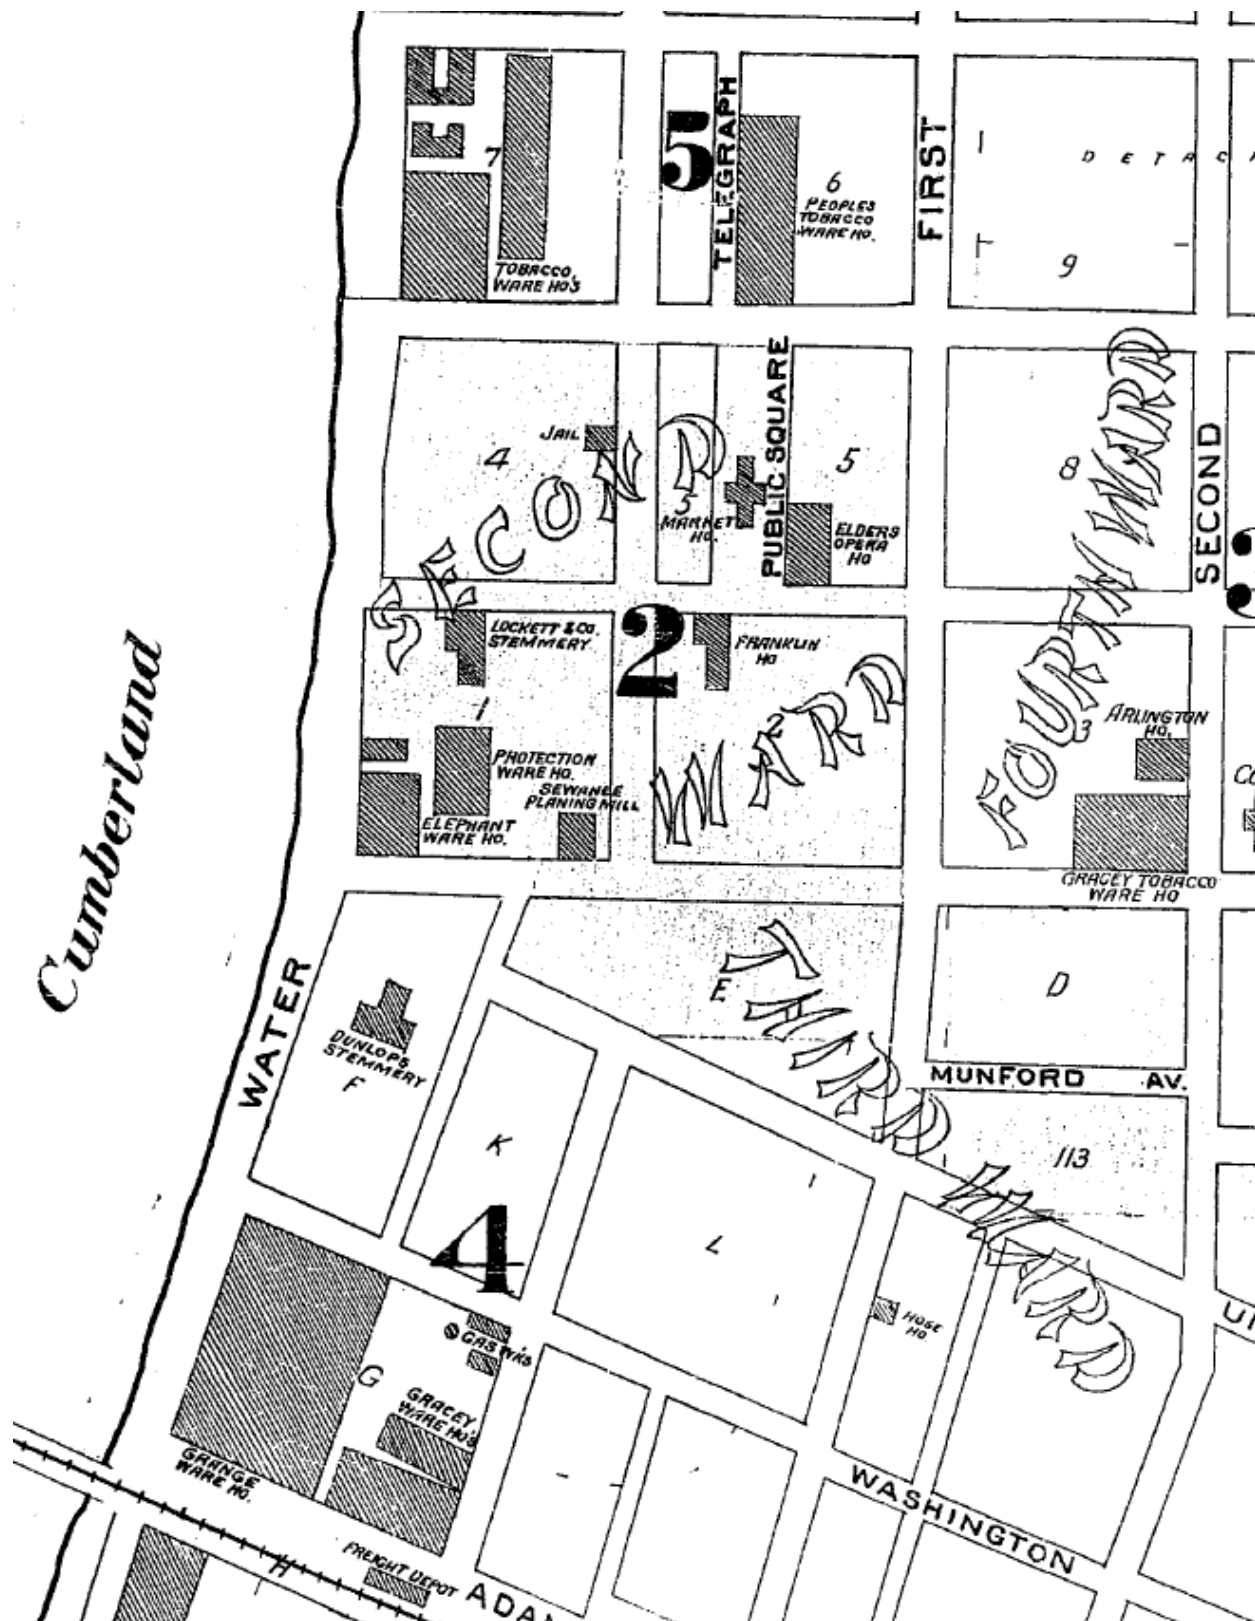 5
TELEGRAPH
7
6
PEOPLES
TOBACCO
WARE HO.
FIRST
9
TOBACCO
WARE HO'S
JAIL
4
5
MARKET
HO.
PUBLIC SQUARE
5
ELDERS
OPERA
HO
8
SECOND
SECOND
WARD
FOURTH WARD
LOCKETT & CO.
STEMMERY
2
FRANKLIN
HO
1
2
3
ARLINGTON
HO.
PROTECTION
WARE HO.
SEWANEE
PLANING MILL
ELEPHANT
WARE HO.
GRACEY TOBACCO
WARE HO
Cumberland
WATER
E
D
THIRD WARD
DUNLOPS
STEMMERY
F
MUNFORD AV.
K
113
4
L
HOSE
HO.
GAS WKS
G
GRACEY
WARE HO'S
GRANGE
WARE HO.
WASHINGTON
H
FREIGHT DEPOT